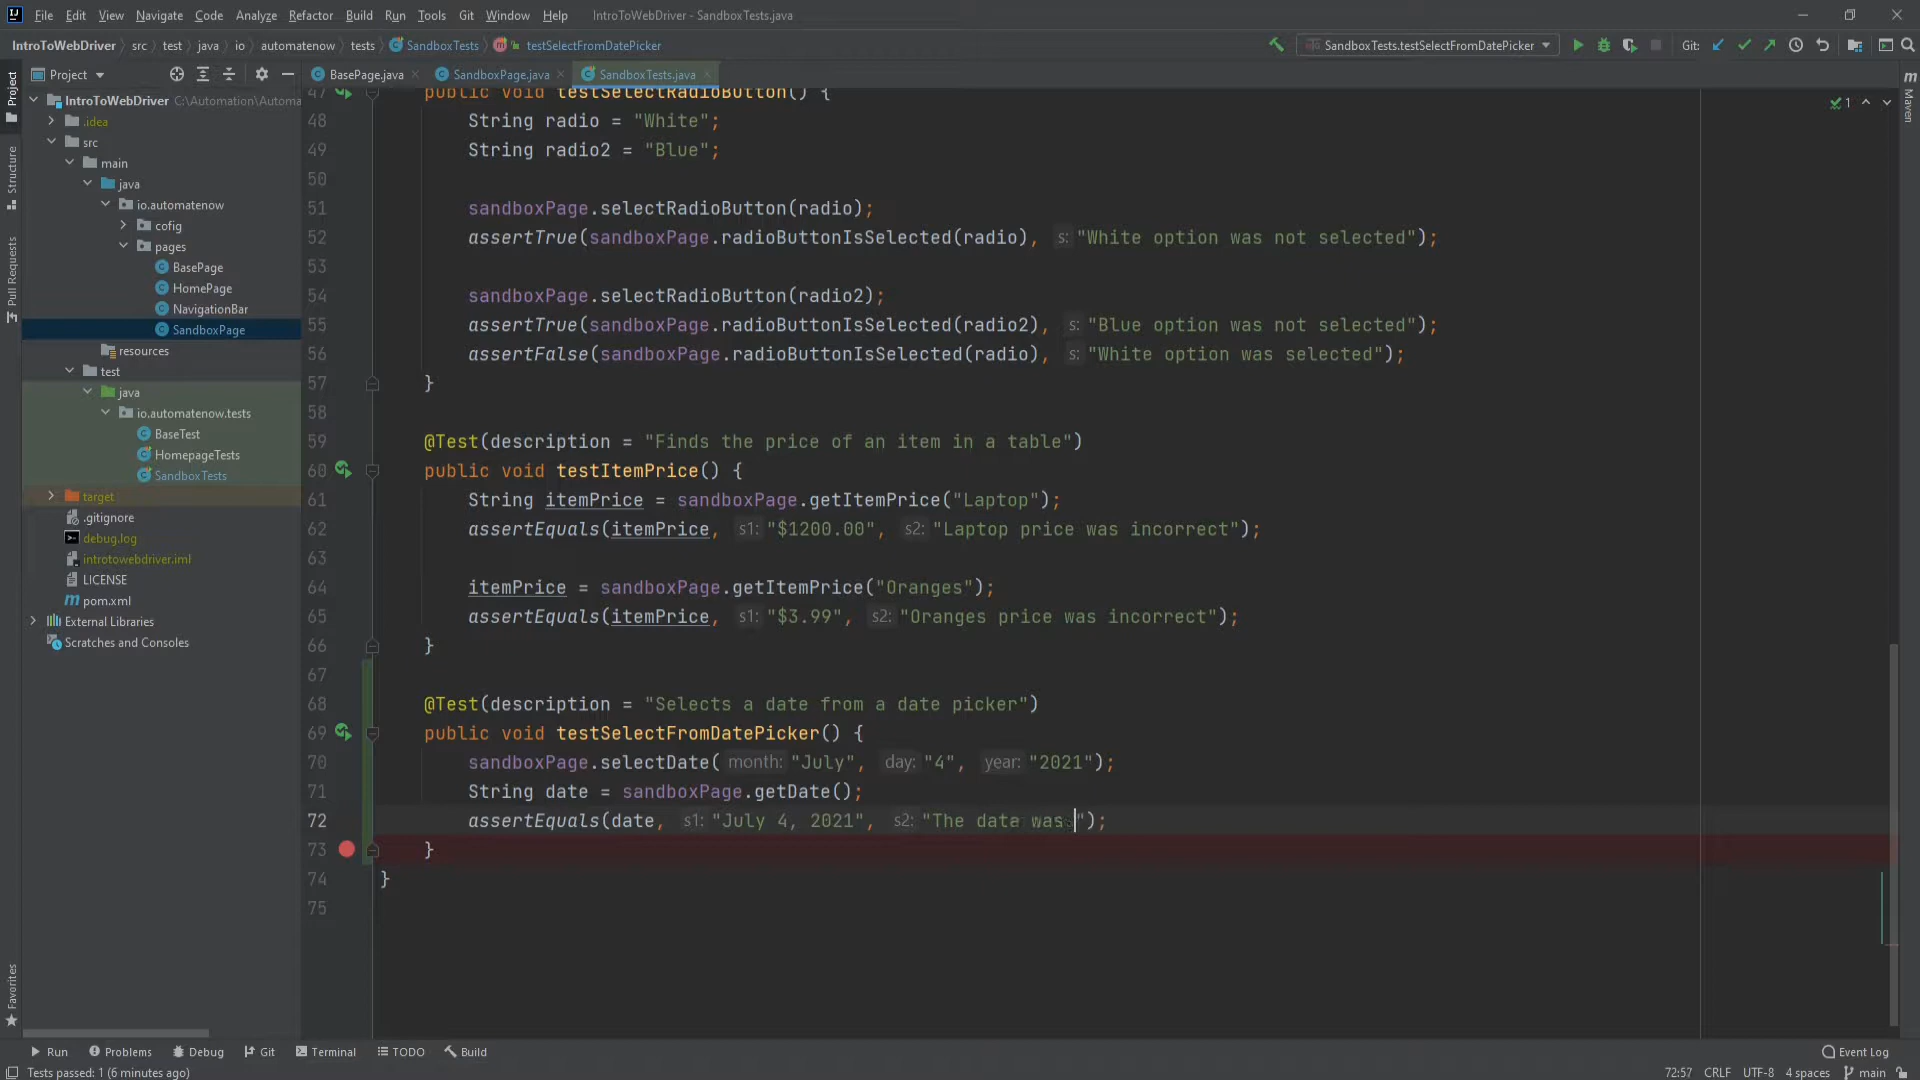 File Edit View Navigate Code Analyze Refactor Build Run Tools Git Window Help IntroToWebDriver - SandboxTests.java
IntroToWebDriver src test java io automatenow tests SandboxTests testSelectFromDatePicker SandboxTests.testSelectFromDatePicker Git:
Project BasePage.java SandboxPage.java SandboxTests.java
Project
Structure
Pull Requests
Favorites
Maven
IntroToWebDriver C:\Automation\Automa
.idea
src
main
java
io.automatenow
cofig
pages
BasePage
HomePage
NavigationBar
SandboxPage
resources
test
java
io.automatenow.tests
BaseTest
HomepageTests
SandboxTests
target
.gitignore
debug.log
introtowebdriver.iml
LICENSE
pom.xml
External Libraries
Scratches and Consoles
1
47 public void testSelectRadioButton() {
48 String radio = "White";
49 String radio2 = "Blue";
50
51 sandboxPage.selectRadioButton(radio);
52 assertTrue(sandboxPage.radioButtonIsSelected(radio), s: "White option was not selected");
53
54 sandboxPage.selectRadioButton(radio2);
55 assertTrue(sandboxPage.radioButtonIsSelected(radio2), s: "Blue option was not selected");
56 assertFalse(sandboxPage.radioButtonIsSelected(radio), s: "White option was selected");
57 }
58
59 @Test(description = "Finds the price of an item in a table")
60 public void testItemPrice() {
61 String itemPrice = sandboxPage.getItemPrice("Laptop");
62 assertEquals(itemPrice, s1: "$1200.00", s2: "Laptop price was incorrect");
63
64 itemPrice = sandboxPage.getItemPrice("Oranges");
65 assertEquals(itemPrice, s1: "$3.99", s2: "Oranges price was incorrect");
66 }
67
68 @Test(description = "Selects a date from a date picker")
69 public void testSelectFromDatePicker() {
70 sandboxPage.selectDate( month: "July", day: "4", year: "2021");
71 String date = sandboxPage.getDate();
72 assertEquals(date, s1: "July 4, 2021", s2: "The date was ");
73 }
74 }
75
Run Problems Debug Git Terminal TODO Build Event Log
Tests passed: 1 (6 minutes ago) 72:57 CRLF UTF-8 4 spaces main